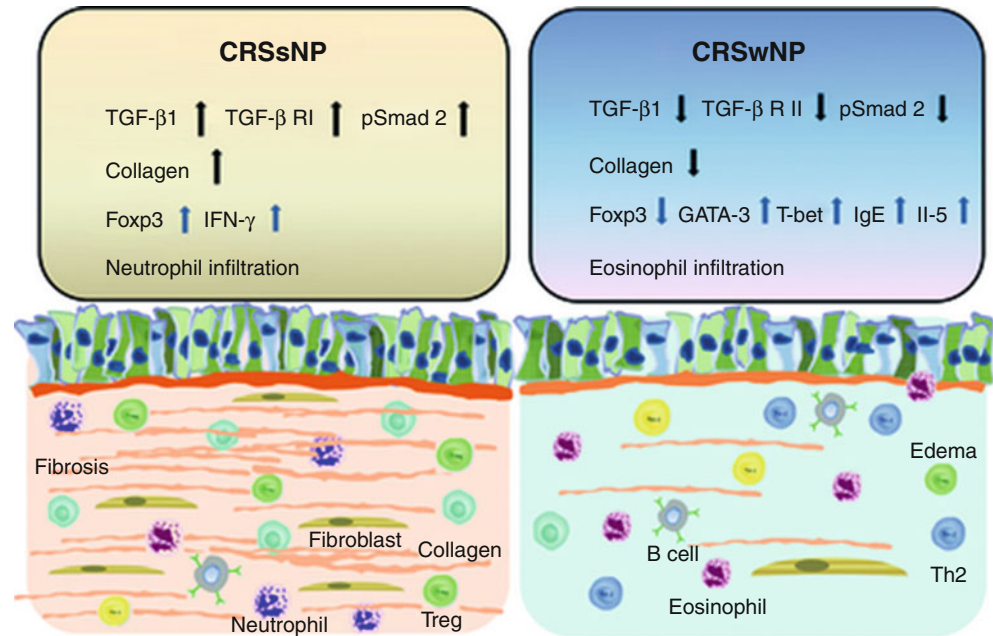 CRSsNP
TGF-β1 TGF-β RI pSmad 2
Collagen
Foxp3 IFN-γ
Neutrophil infiltration
CRSwNP
TGF-β1 TGF-β R II pSmad 2
Collagen
Foxp3 GATA-3 T-bet IgE II-5
Eosinophil infiltration
Fibrosis
Fibroblast
Collagen
Neutrophil
Treg
Edema
B cell
Th2
Eosinophil